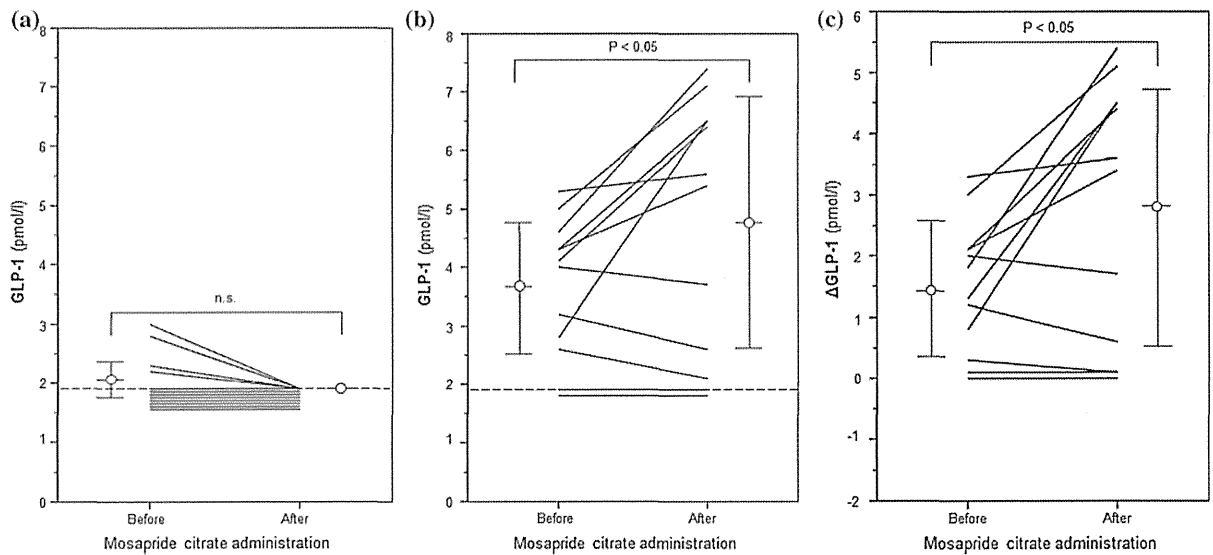 (a)
8
7
6
5
4
3
2
1
0
GLP-1 (pmol/l)
n.s.
Before After
Mosapride citrate administration
(b)
8
7
6
5
4
3
2
1
0
GLP-1 (pmol/l)
P < 0.05
Before After
Mosapride citrate administration
(c)
6
5
4
3
2
1
0
-1
-2
ΔGLP-1 (pmol/l)
P < 0.05
Before After
Mosapride citrate administration